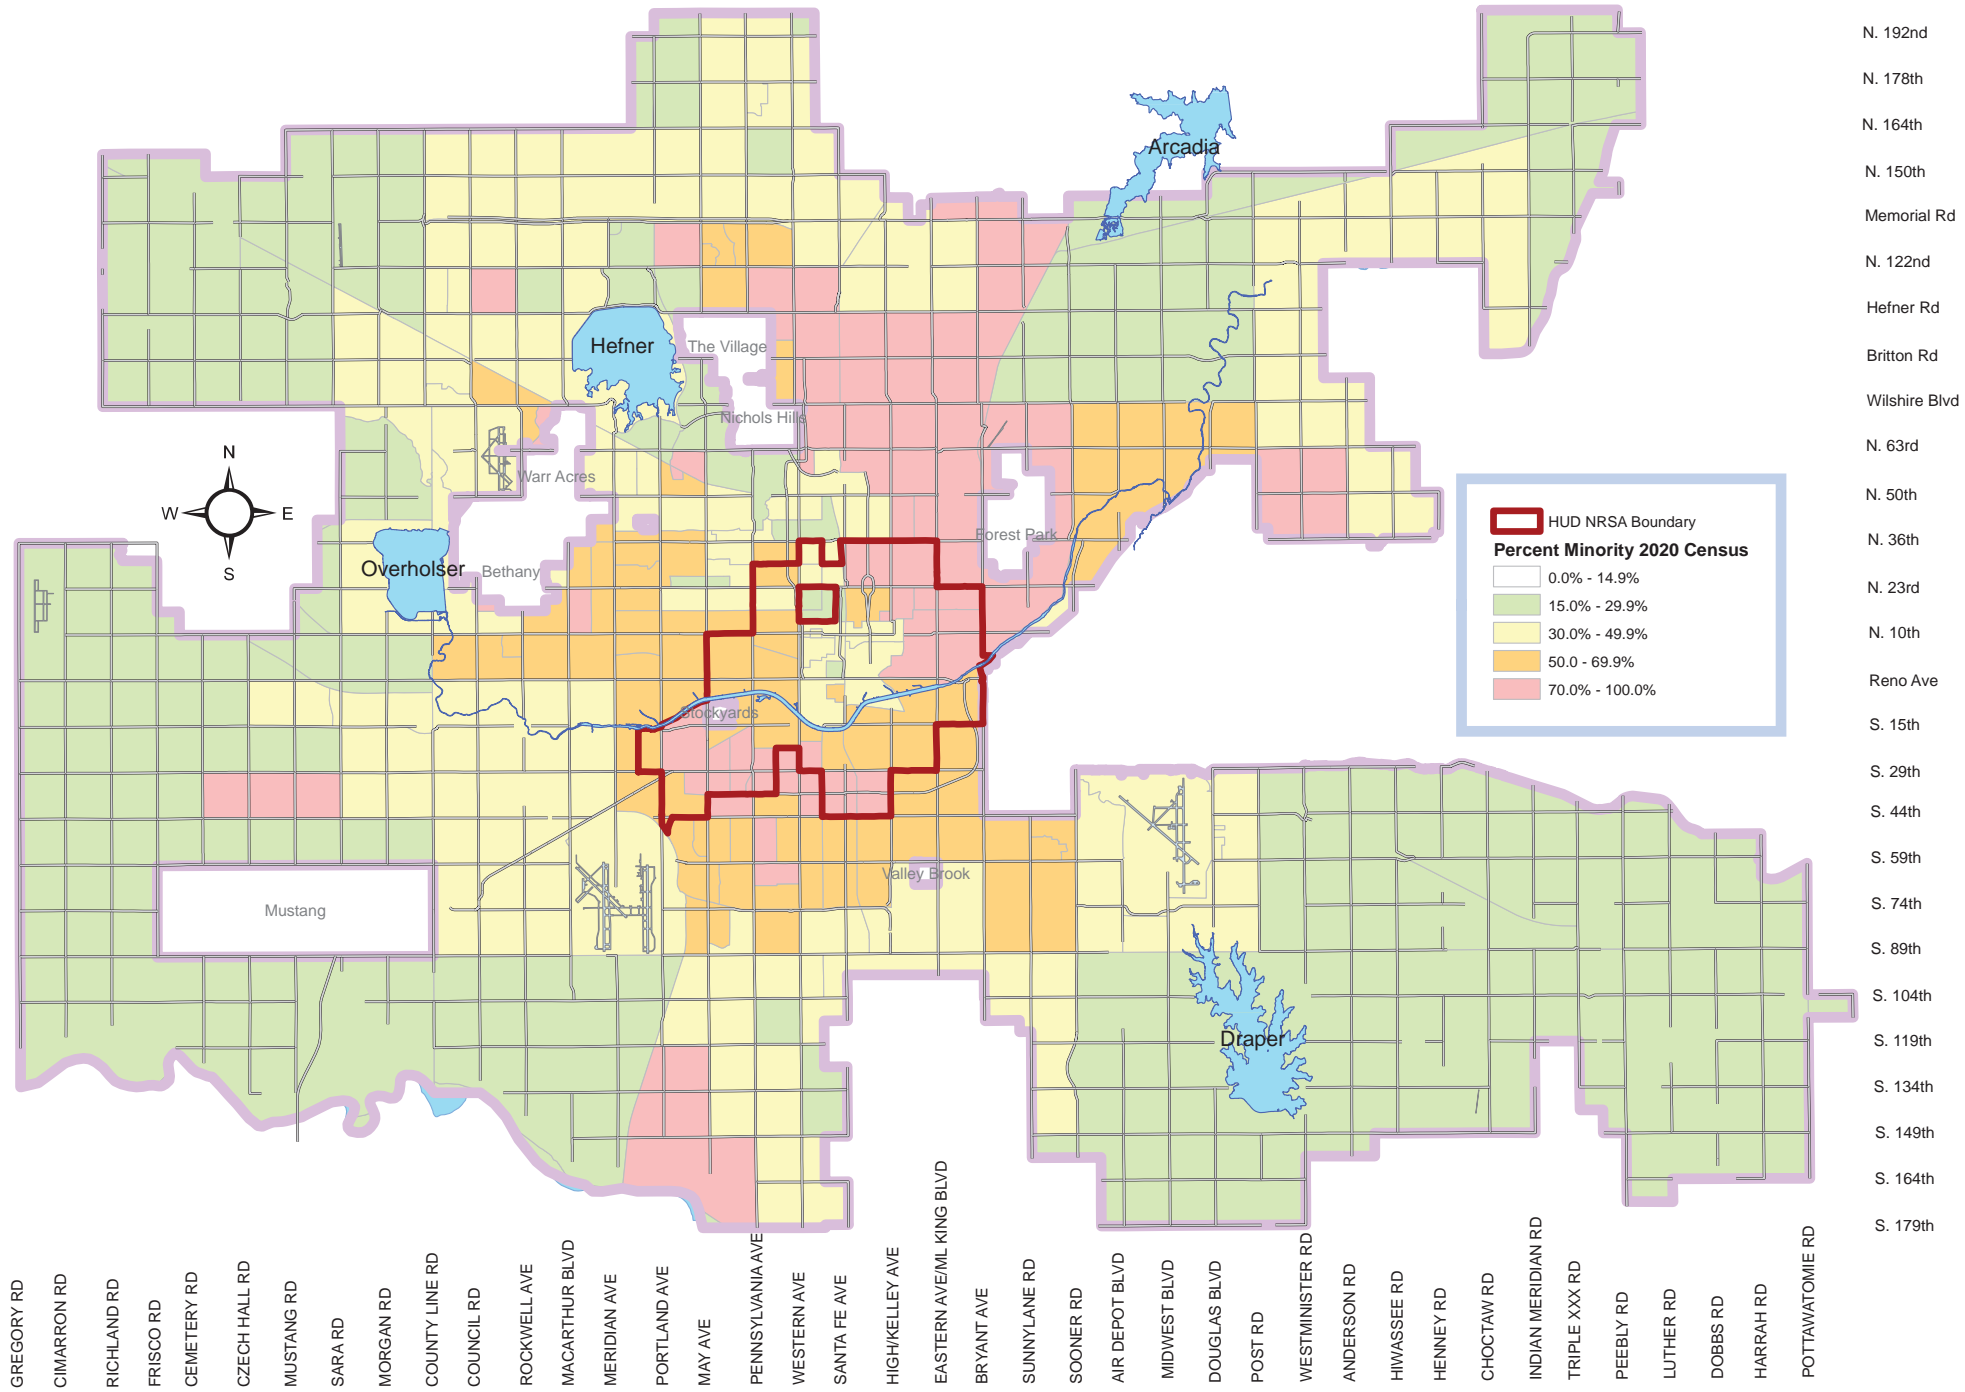 N. 192nd
N. 178th
N. 164th
N. 150th
Memorial Rd
N. 122nd
Hefner Rd
Britton Rd
Wilshire Blvd
N. 63rd
N. 50th
N. 36th
N. 23rd
N. 10th
Reno Ave
S. 15th
S. 29th
S. 44th
S. 59th
S. 74th
S. 89th
S. 104th
S. 119th
S. 134th
S. 149th
S. 164th
S. 179th
Arcadia
Hefner
The Village
Nichols Hills
Warr Acres
Forest Park
Overholser
Bethany
Stockyards
Valley Brook
Mustang
Draper
N
W
E
S
HUD NRSA Boundary
Percent Minority 2020 Census
0.0% - 14.9%
15.0% - 29.9%
30.0% - 49.9%
50.0 - 69.9%
70.0% - 100.0%
GREGORY RD
CIMARRON RD
RICHLAND RD
FRISCO RD
CEMETERY RD
CZECH HALL RD
MUSTANG RD
SARA RD
MORGAN RD
COUNTY LINE RD
COUNCIL RD
ROCKWELL AVE
MACARTHUR BLVD
MERIDIAN AVE
PORTLAND AVE
MAY AVE
PENNSYLVANIA AVE
WESTERN AVE
SANTA FE AVE
HIGH/KELLEY AVE
EASTERN AVE/ML KING BLVD
BRYANT AVE
SUNNYLANE RD
SOONER RD
AIR DEPOT BLVD
MIDWEST BLVD
DOUGLAS BLVD
POST RD
WESTMINISTER RD
ANDERSON RD
HIWASSEE RD
HENNEY RD
CHOCTAW RD
INDIAN MERIDIAN RD
TRIPLE XXX RD
PEEBLY RD
LUTHER RD
DOBBS RD
HARRAH RD
POTTAWATOMIE RD